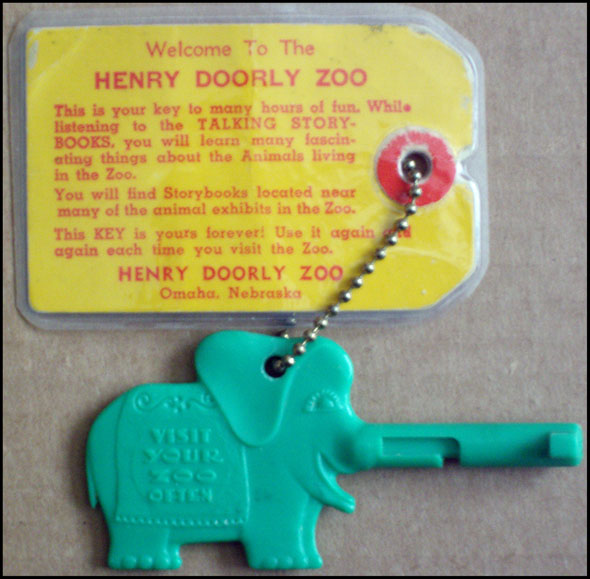 Welcome To The
HENRY DOORLY ZOO
This is your key to many hours of fun. While
listening to the TALKING STORY-
BOOKS, you will learn many fascin-
ating things about the Animals living
in the Zoo.
You will find Storybooks located near
many of the animal exhibits in the Zoo.
This KEY is yours forever! Use it again and
again each time you visit the Zoo.
HENRY DOORLY ZOO
Omaha, Nebraska
VISIT
YOUR
ZOO
OFTEN